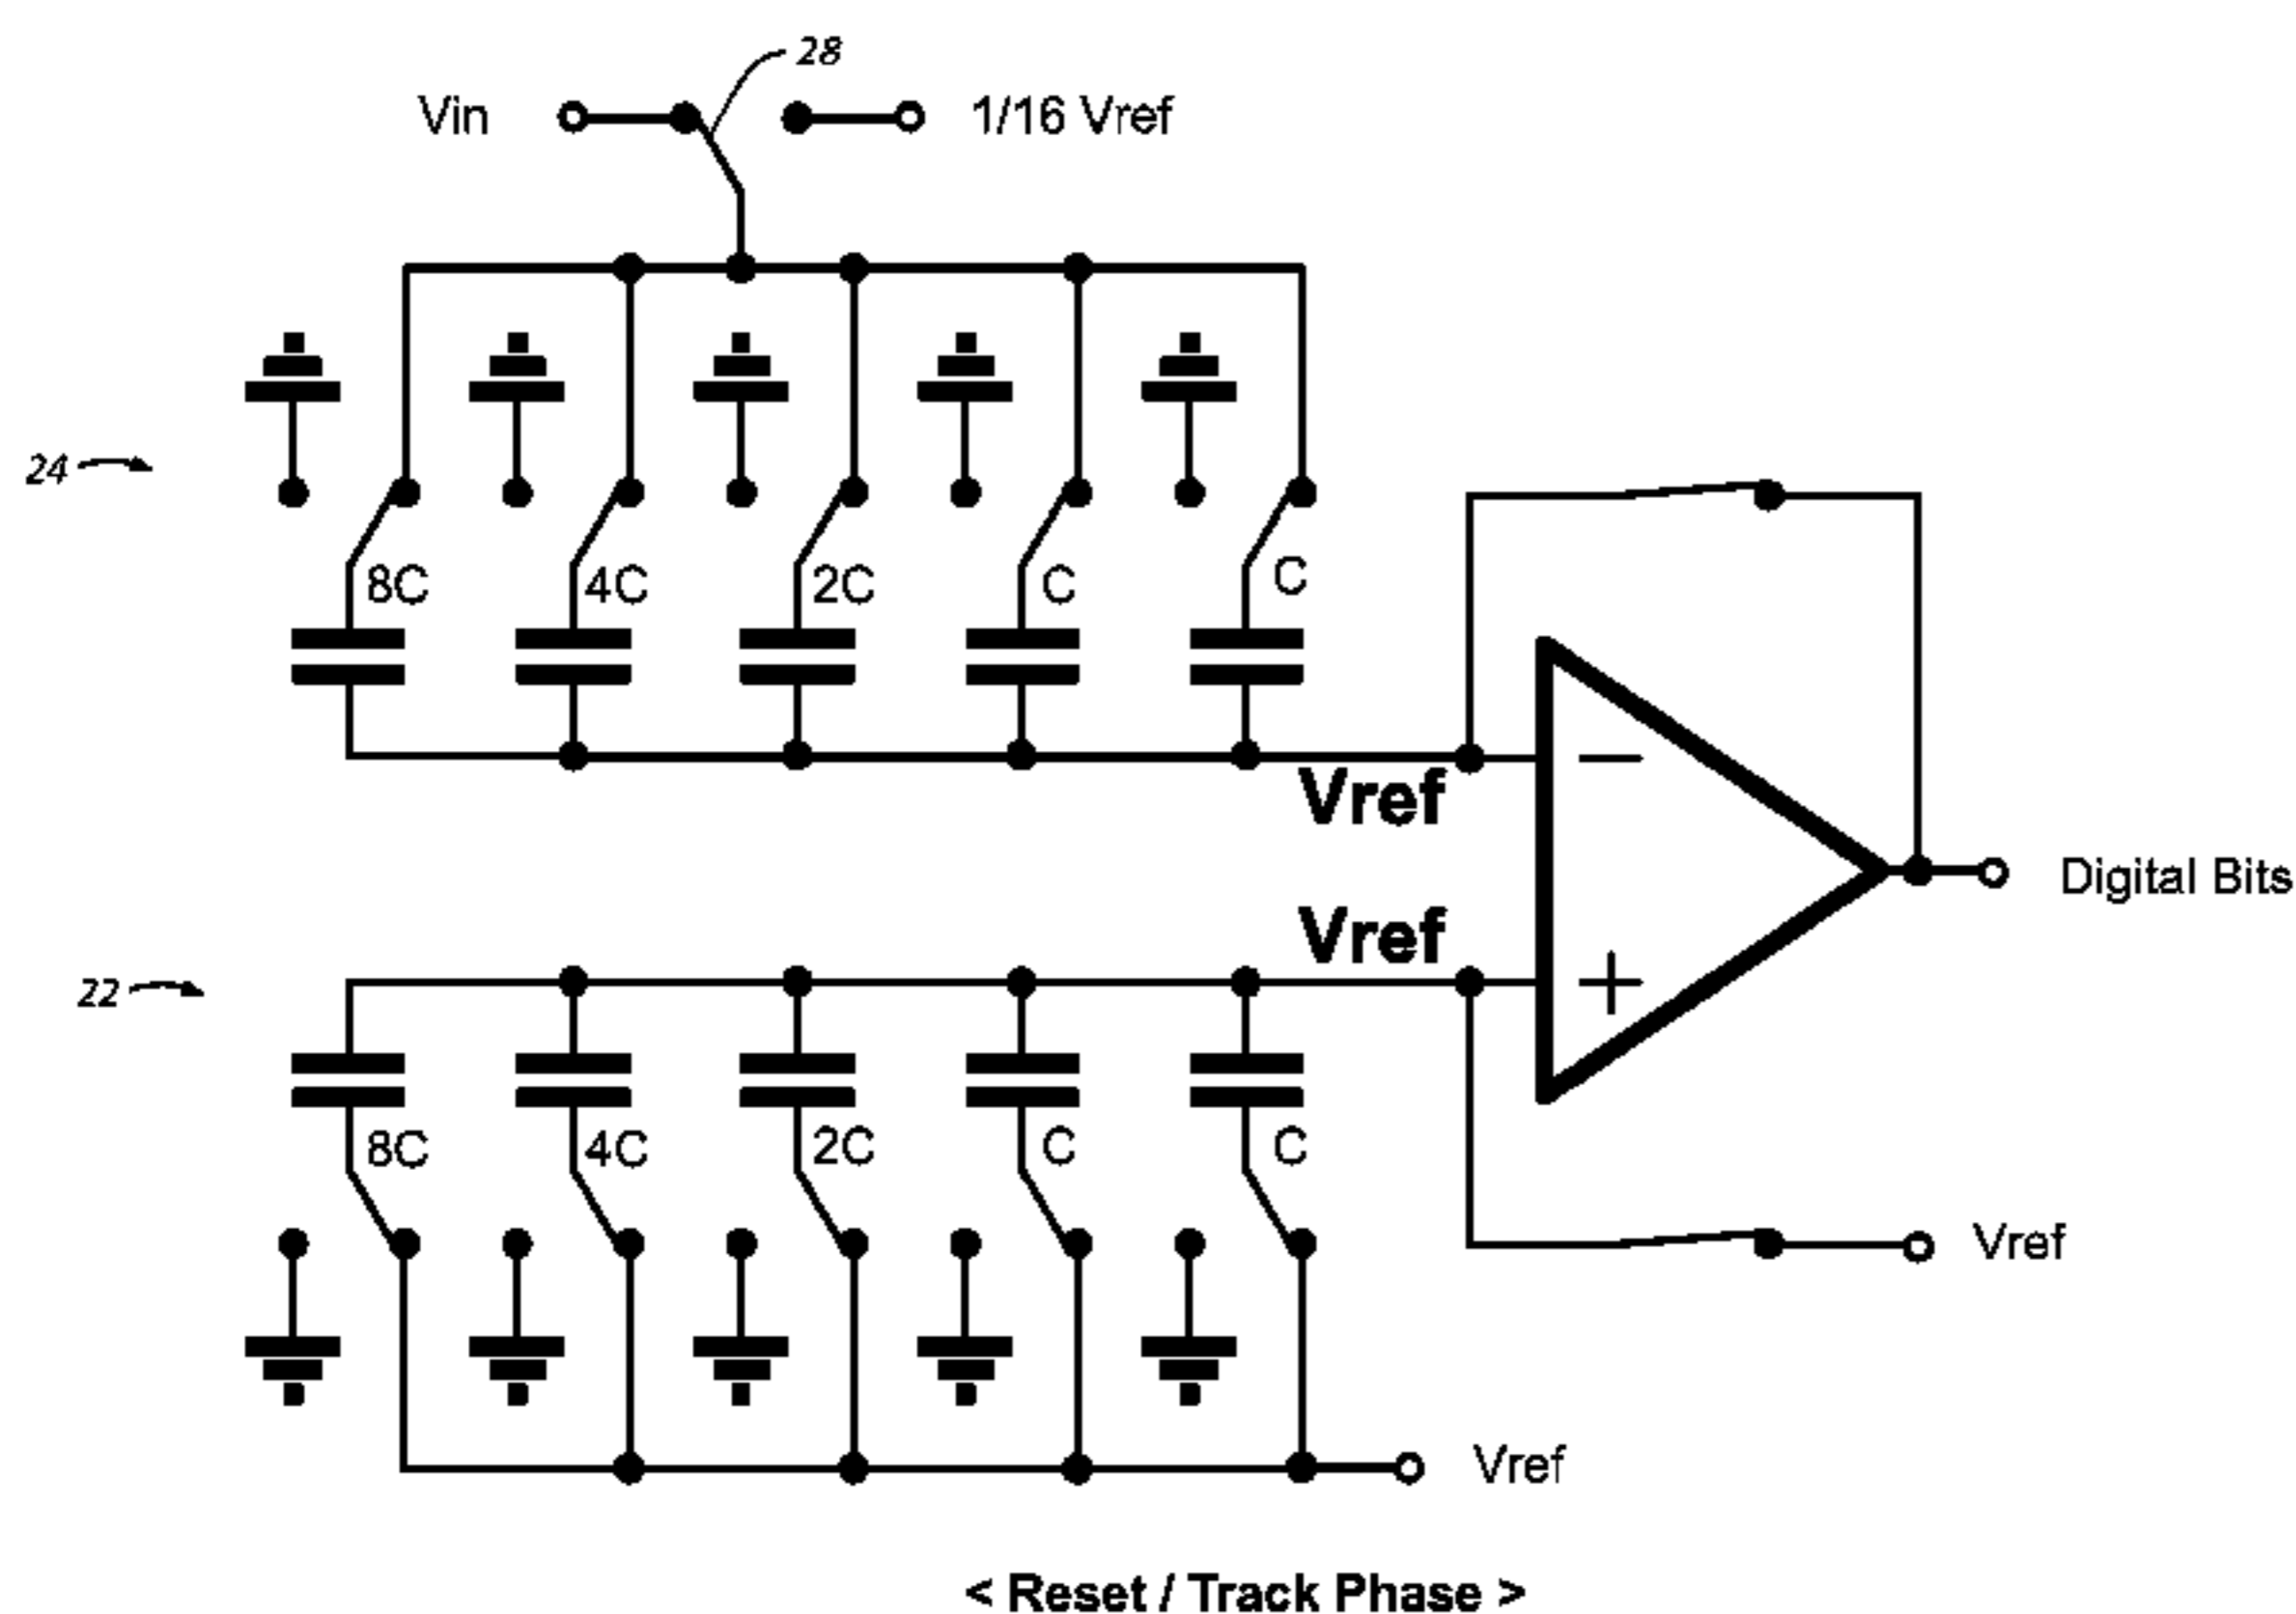 28
Vin
1/16 Vref
24
8C
4C
2C
C
C
−
Vref
Digital Bits
Vref
+
22
8C
4C
2C
C
C
Vref
Vref
< Reset / Track Phase >